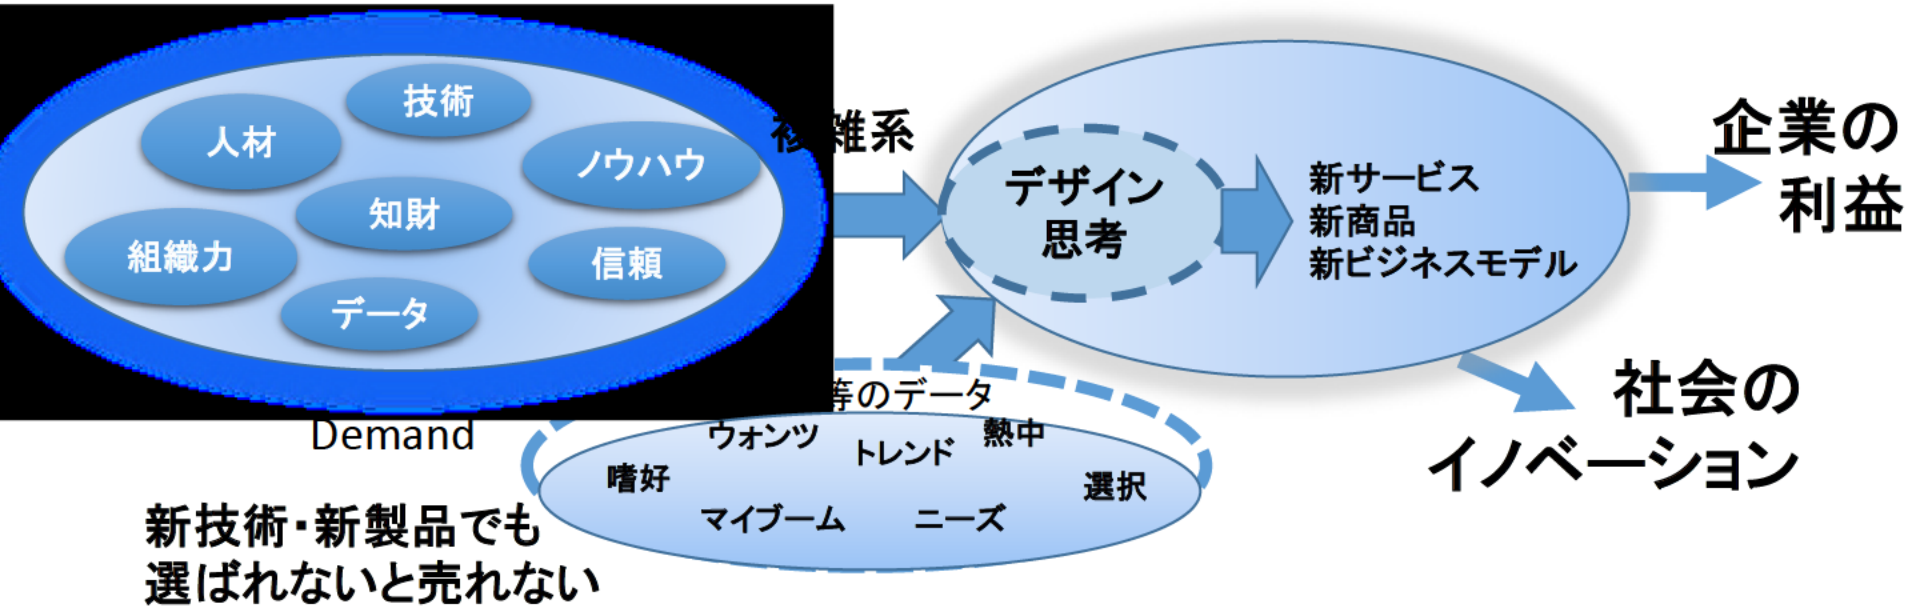 技術
人材
ノウハウ
知財
組織力
信頼
データ
複雑系
デザイン
思考
新サービス
新商品
新ビジネスモデル
企業の
利益
社会の
イノベーション
等のデータ
Demand
ウォンツ
トレンド
熱中
嗜好
選択
マイブーム
ニーズ
新技術・新製品でも
選ばれないと売れない